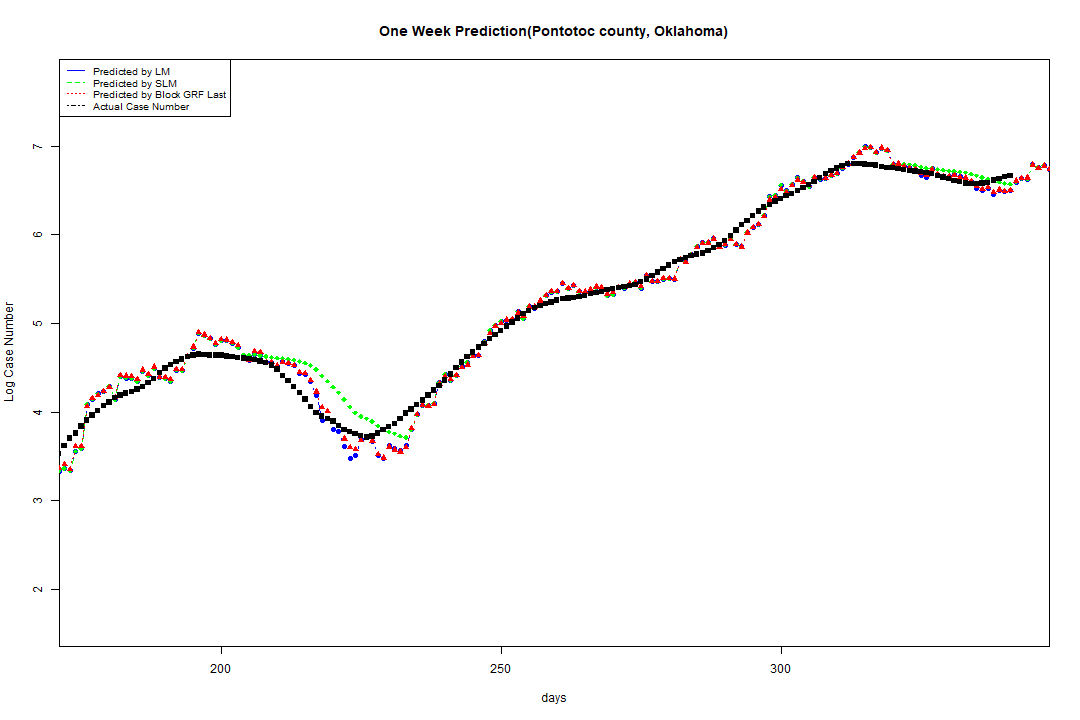 One Week Prediction(Pontotoc county, Oklahoma)
Predicted by LM
Predicted by SLM
Predicted by Block GRF Last
Actual Case Number
7
6
5
4
3
2
Log Case Number
200
250
300
days